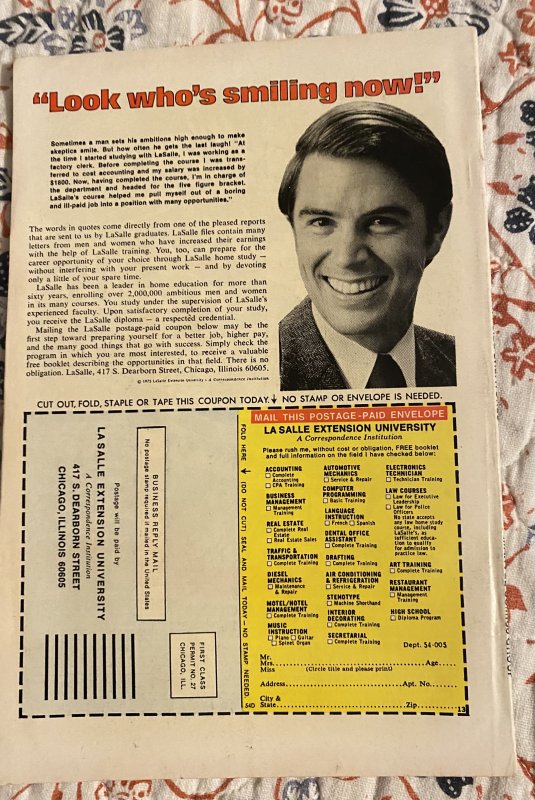 “Look who’s smiling now!”
Sometimes a man sets his ambitions high enough to make
skeptics smile. But how often he gets the last laugh! “At
the time I started studying with LaSalle, I was working as a
factory clerk. Before completing the course I was trans-
ferred to cost accounting and my salary was increased by
$1800. Now, having completed the course, I’m in charge of
the department and headed for the five figure bracket.
LaSalle’s course helped me pull myself out of a boring
and ill-paid job into a position with many opportunities.”
The words in quotes come directly from one of the pleased reports
that are sent to us by LaSalle graduates. LaSalle files contain many
letters from men and women who have increased their earnings
with the help of LaSalle training. You, too, can prepare for the
career opportunity of your choice through LaSalle home study —
without interfering with your present work — and by devoting
only a little of your spare time.
LaSalle has been a leader in home education for more than
sixty years, enrolling over 2,000,000 ambitious men and women
in its many courses. You study under the supervision of LaSalle’s
experienced faculty. Upon satisfactory completion of your study,
you receive the LaSalle diploma — a respected credential.
Mailing the LaSalle postage-paid coupon below may be the
first step toward preparing yourself for a better job, higher pay,
and the many good things that go with success. Simply check the
program in which you are most interested, to receive a valuable
free booklet describing the opportunities in that field. There is no
obligation. LaSalle, 417 S. Dearborn Street, Chicago, Illinois 60605.
© 1975 LaSalle Extension University • A Correspondence Institution
CUT OUT, FOLD, STAPLE OR TAPE THIS COUPON TODAY. ↓ NO STAMP OR ENVELOPE IS NEEDED.
BUSINESS REPLY MAIL
No postage stamp required if mailed in the United States
Postage will be paid by
LA SALLE EXTENSION UNIVERSITY
A Correspondence Institution
417 S. DEARBORN STREET
CHICAGO, ILLINOIS 60605
FIRST CLASS
PERMIT NO. 27
CHICAGO, ILL.
FOLD HERE ← (DO NOT CUT) SEAL AND MAIL TODAY – NO STAMP NEEDED.
MAIL THIS POSTAGE-PAID ENVELOPE
LA SALLE EXTENSION UNIVERSITY
A Correspondence Institution
Please rush me, without cost or obligation, FREE booklet
and full information on the field I have checked below:
ACCOUNTING
☐ Complete
Accounting
☐ CPA Training
BUSINESS
MANAGEMENT
☐ Management
Training
REAL ESTATE
☐ Complete Real
Estate
☐ Real Estate Sales
TRAFFIC &
TRANSPORTATION
☐ Complete Training
DIESEL
MECHANICS
☐ Maintenance
& Repair
MOTEL/HOTEL
MANAGEMENT
☐ Complete Training
MUSIC
INSTRUCTION
☐ Piano ☐ Guitar
☐ Spinet Organ
AUTOMOTIVE
MECHANICS
☐ Service & Repair
COMPUTER
PROGRAMMING
☐ Basic Training
LANGUAGE
INSTRUCTION
☐ French ☐ Spanish
DENTAL OFFICE
ASSISTANT
☐ Complete Training
DRAFTING
☐ Complete Training
AIR CONDITIONING
& REFRIGERATION
☐ Service & Repair
STENOTYPE
☐ Machine Shorthand
INTERIOR
DECORATING
☐ Complete Training
SECRETARIAL
☐ Complete Training
ELECTRONICS
TECHNICIAN
☐ Technician Training
LAW COURSES
☐ Law for Executive
Leadership
☐ Law for Police
Officers
No state accepts
any law home study
course, including
LaSalle’s, as
sufficient educa-
tion to qualify
for admission to
practice law.
ART TRAINING
☐ Complete Training
RESTAURANT
MANAGEMENT
☐ Complete
Training
HIGH SCHOOL
☐ Diploma Program
Dept. 54-005
Mr.
Mrs. Age
Miss (Circle title and please print)
Address Apt. No.
City &
State Zip
54D
13